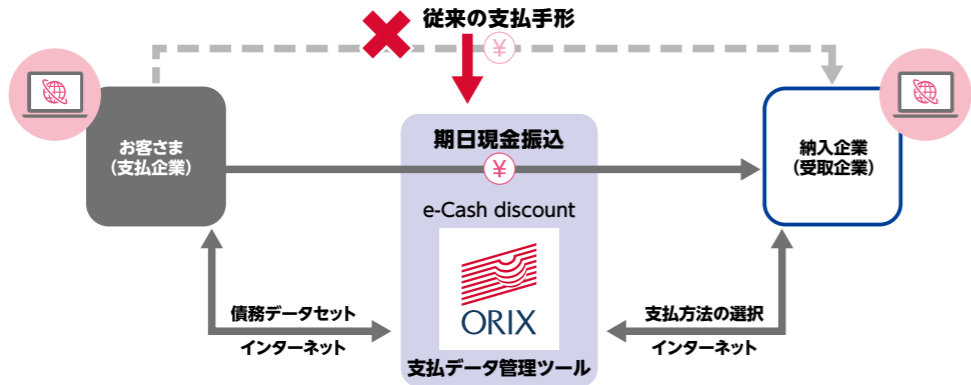 従来の支払手形
¥
お客さま
(支払企業)
期日現金振込
¥
納入企業
(受取企業)
e-Cash discount
ORIX
債務データセット
インターネット
支払方法の選択
インターネット
支払データ管理ツール